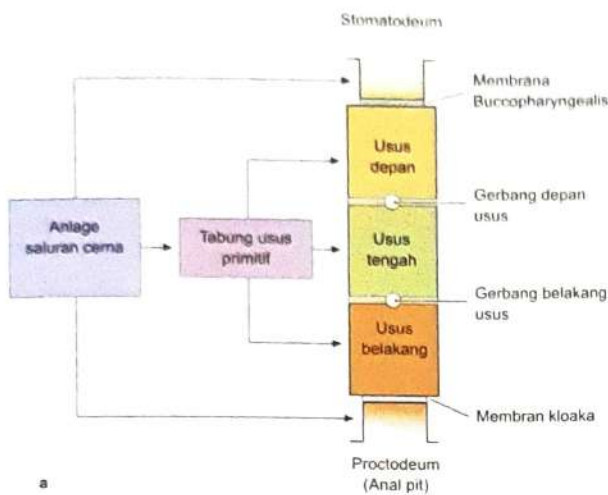 Stomatodeum
Membrana
Buccopharyngealis
Usus
depan
Gerbang depan
usus
Anlage
saluran cerna
Tabung usus
primitif
Usus
tengah
Gerbang belakang
usus
Usus
belakang
Membran kloaka
Proctodeum
(Anal pit)
a